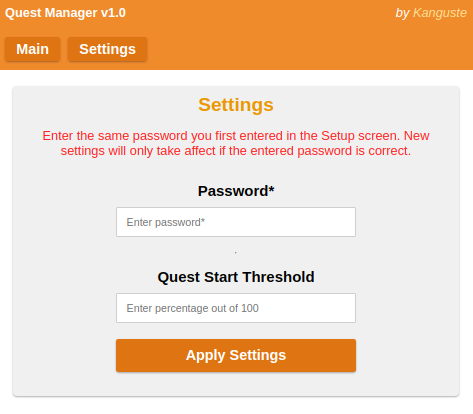 Quest Manager v1.0
by Kanguste
Main Settings
Settings
Enter the same password you first entered in the Setup screen. New
settings will only take affect if the entered password is correct.
Password*
Enter password*
.
Quest Start Threshold
Enter percentage out of 100
Apply Settings